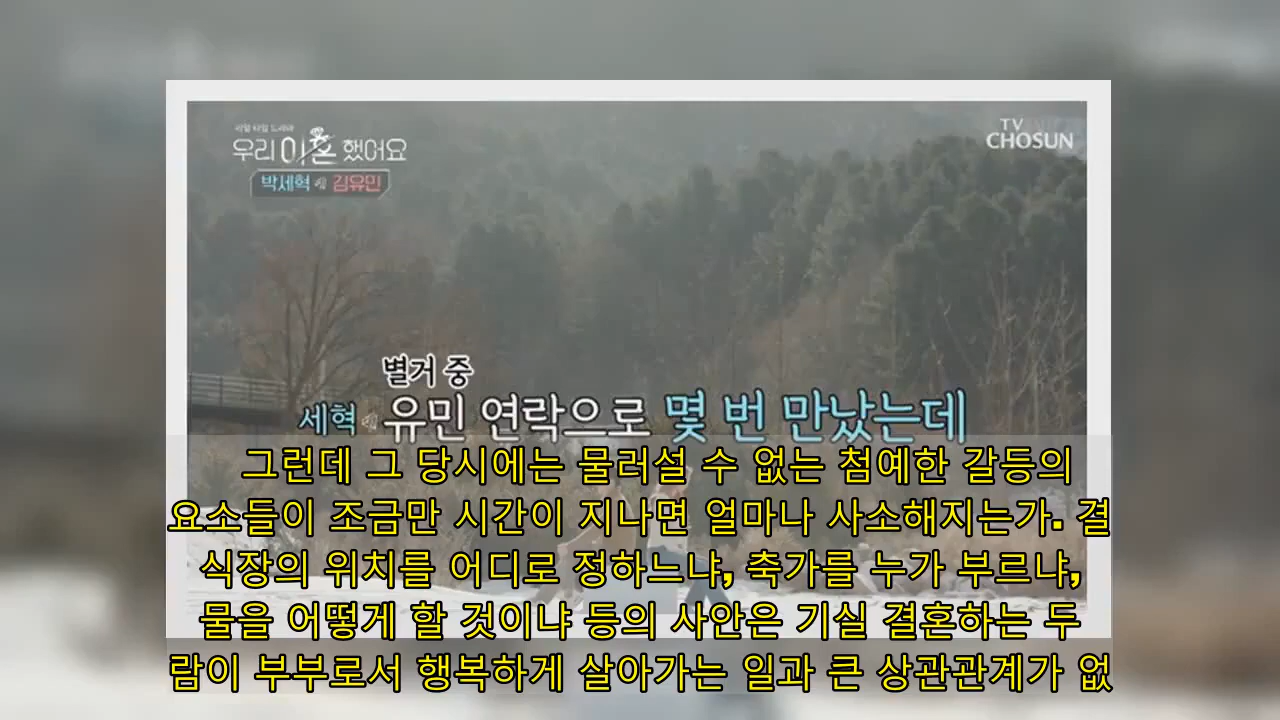 리얼 타임 드라마
우리 이혼 했어요
박세혁 김유민
TV
CHOSUN
별거 중
세혁 유민 연락으로 몇 번 만났는데
그런데 그 당시에는 물러설 수 없는 첨예한 갈등의
요소들이 조금만 시간이 지나면 얼마나 사소해지는가. 결
식장의 위치를 어디로 정하느냐, 축가를 누가 부르냐,
물을 어떻게 할 것이냐 등의 사안은 기실 결혼하는 두
람이 부부로서 행복하게 살아가는 일과 큰 상관관계가 없